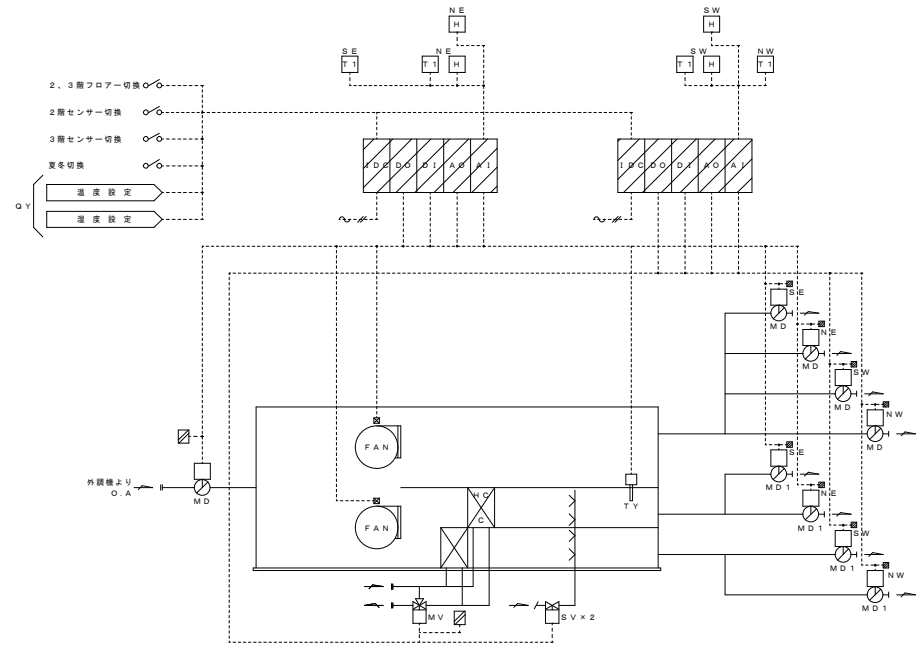 NE
H
SW
H
SE
T1
NE
T1
H
SW
T1
H
NW
T1
2、3階フロアー切換
2階センサー切換
3階センサー切換
夏冬切換
QY
温度設定
湿度設定
IDC DO DI AO AI
IDC DO DI AO AI
SE
MD
NE
MD
SW
MD
NW
MD
FAN
外調機より
O.A
MD
HC
C
TY
FAN
SE
MD1
NE
MD1
SW
MD1
NW
MD1
MV
SV×2